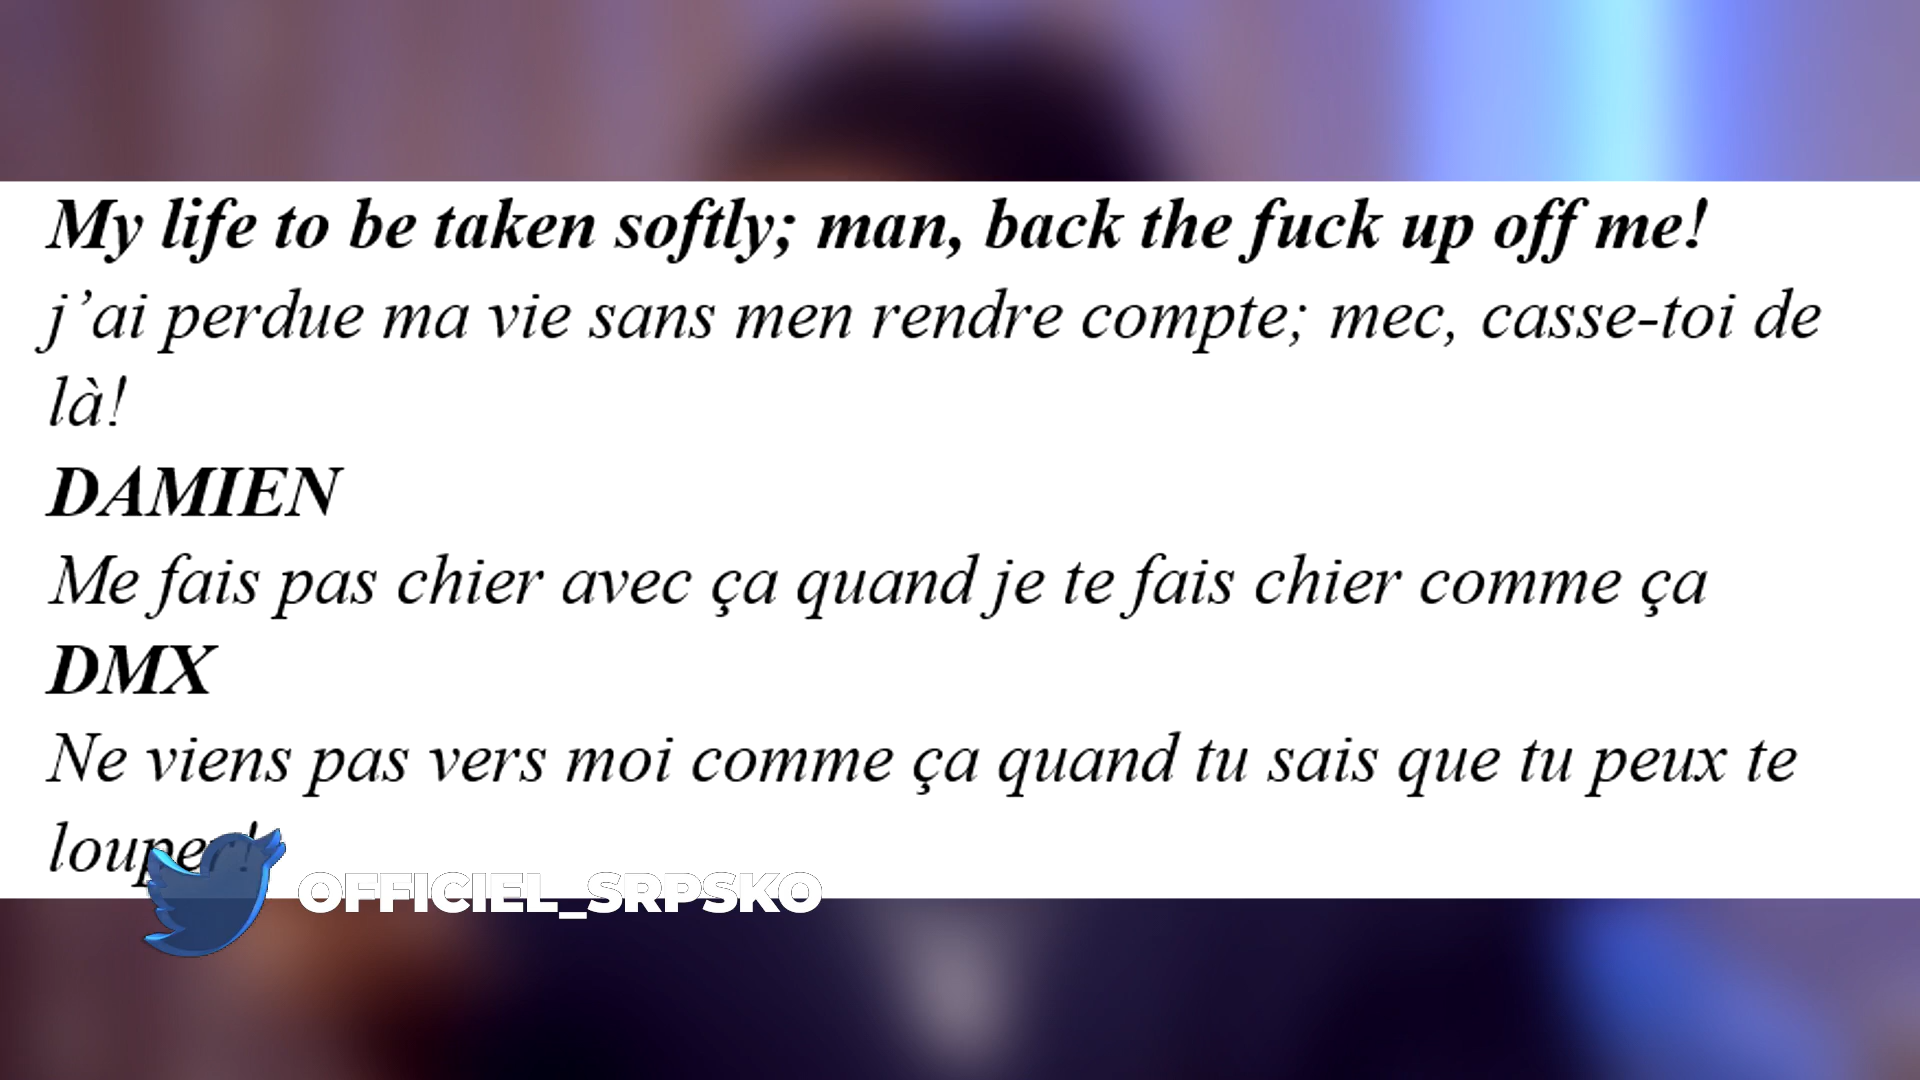 My life to be taken softly; man, back the fuck up off me!
j’ai perdue ma vie sans men rendre compte; mec, casse-toi de
là!
DAMIEN
Me fais pas chier avec ça quand je te fais chier comme ça
DMX
Ne viens pas vers moi comme ça quand tu sais que tu peux te
louper!
OFFICIEL_SRPSKO